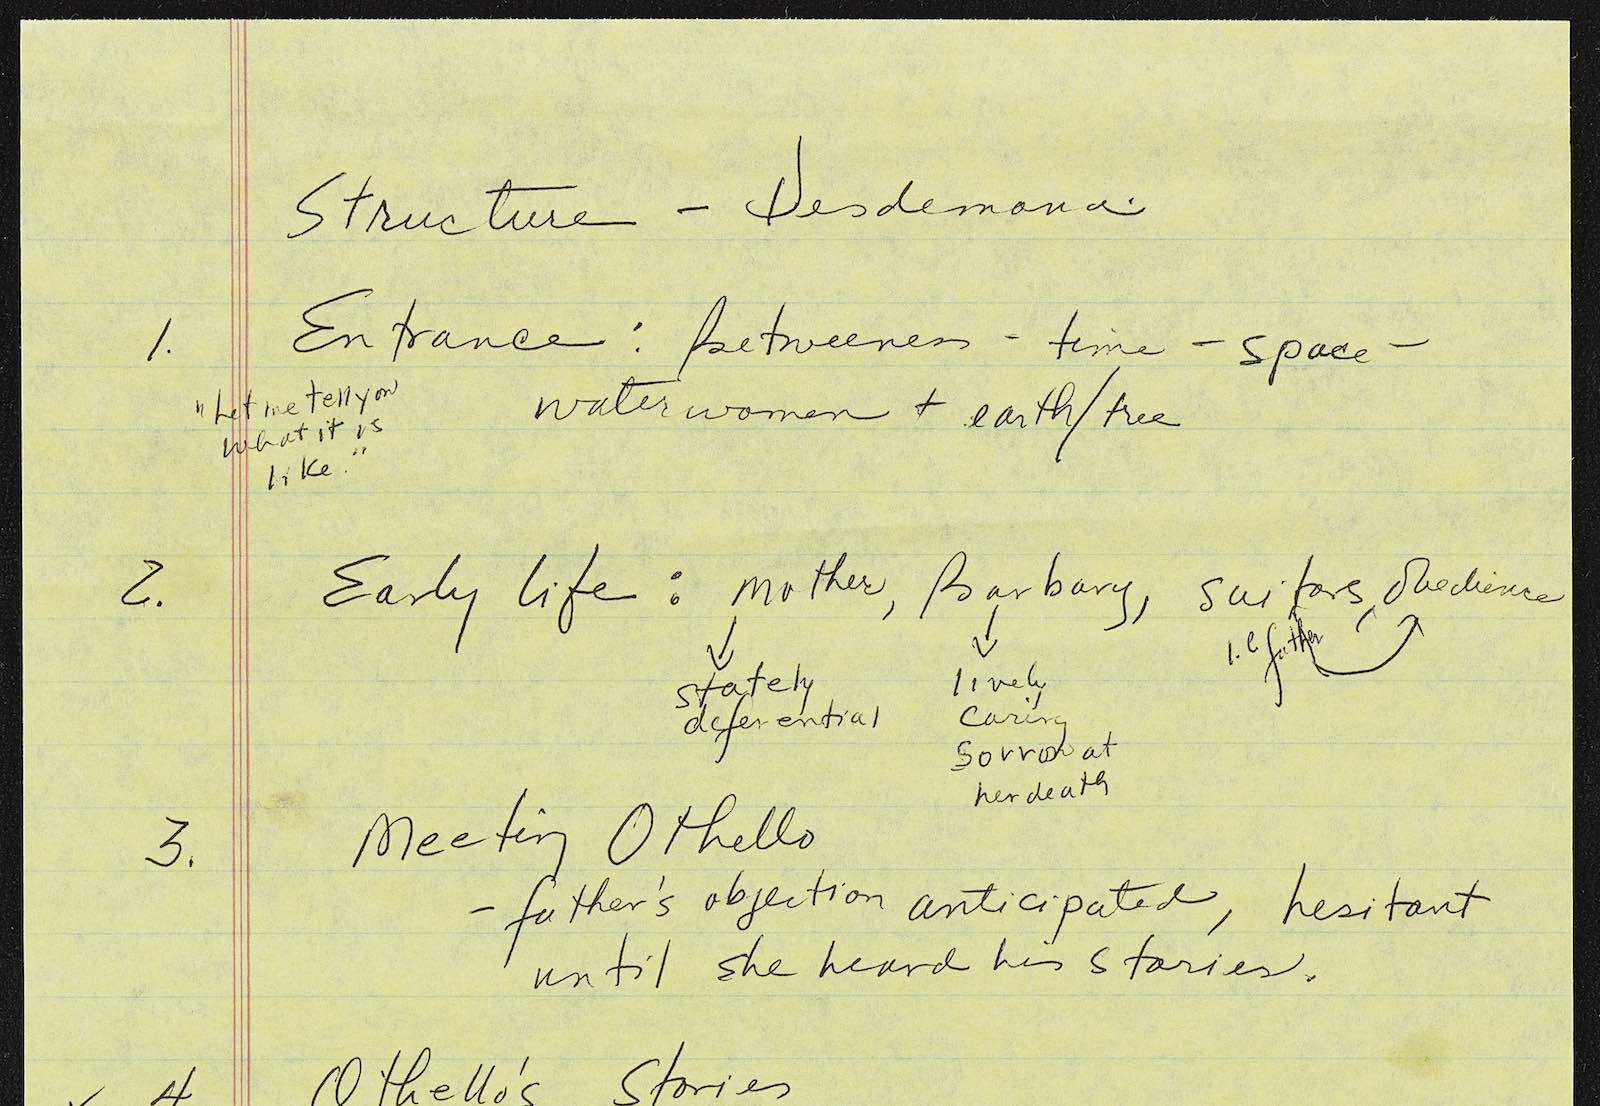 Structure - Desdemona
1. Entrance: betweeness - time - space -
waterwomen + earth/tree
"Let me tell you
what it is
like."
2. Early life: mother, Barbary, suitors, obedience
i.e. father
stately
deferential
lively
caring
sorrow at
her death
3. Meeting Othello
- father's objection anticipated, hesitant
until she heard his stories.
4. Othello's Stories